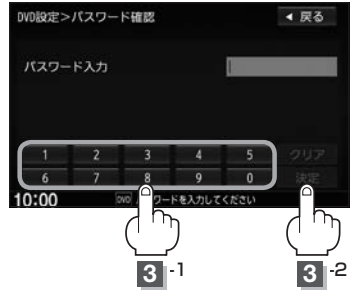 DVD設定>パスワード確認 ◀ 戻る
パスワード入力
1 2 3 4 5 クリア
6 7 8 9 0 決定
10:00 DVD パスワードを入力してください
3 -1 3 -2